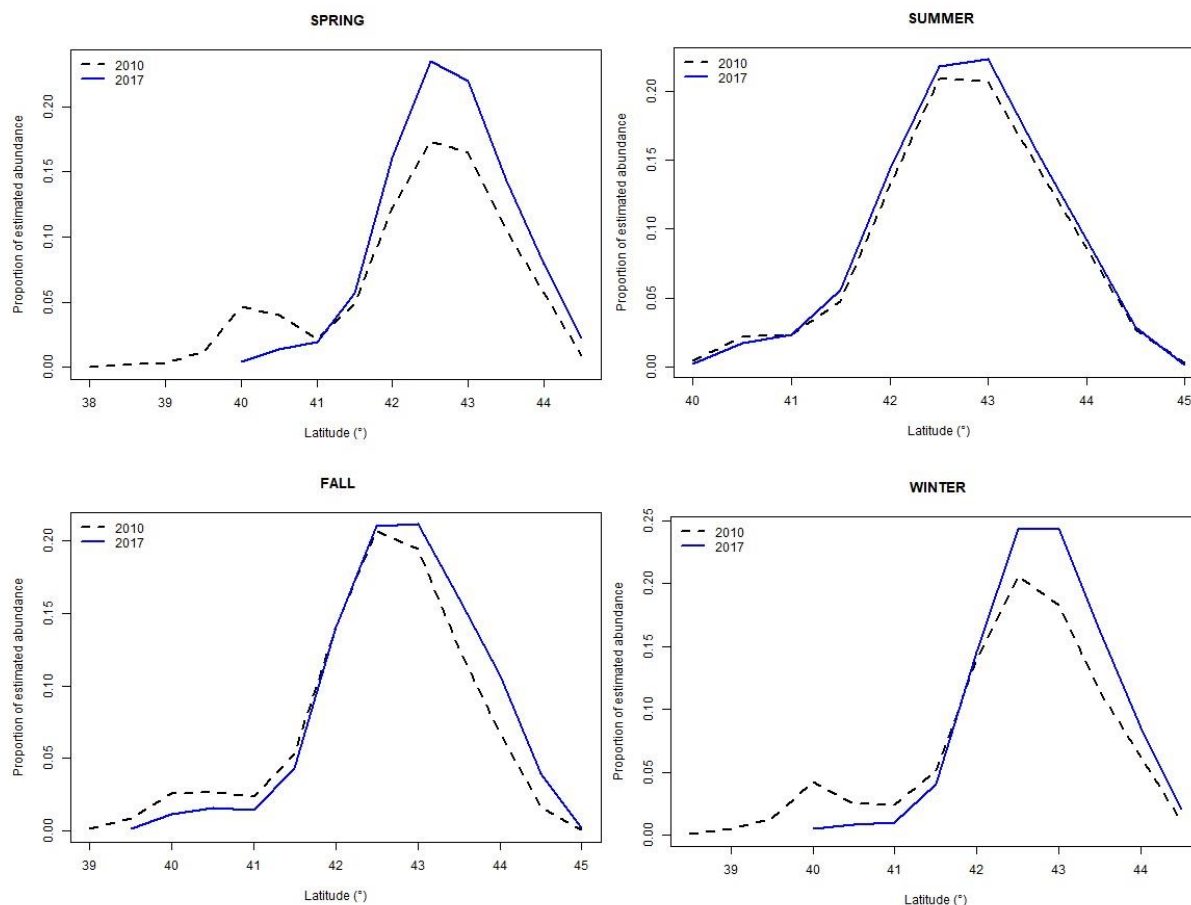 SPRING
2010
2017
Proportion of estimated abundance
0.00 0.05 0.10 0.15 0.20
38 39 40 41 42 43 44
Latitude (°)
SUMMER
2010
2017
Proportion of estimated abundance
0.00 0.05 0.10 0.15 0.20
40 41 42 43 44 45
Latitude (°)
FALL
2010
2017
Proportion of estimated abundance
0.00 0.05 0.10 0.15 0.20
39 40 41 42 43 44 45
Latitude (°)
WINTER
2010
2017
Proportion of estimated abundance
0.00 0.05 0.10 0.15 0.20 0.25
39 40 41 42 43 44
Latitude (°)